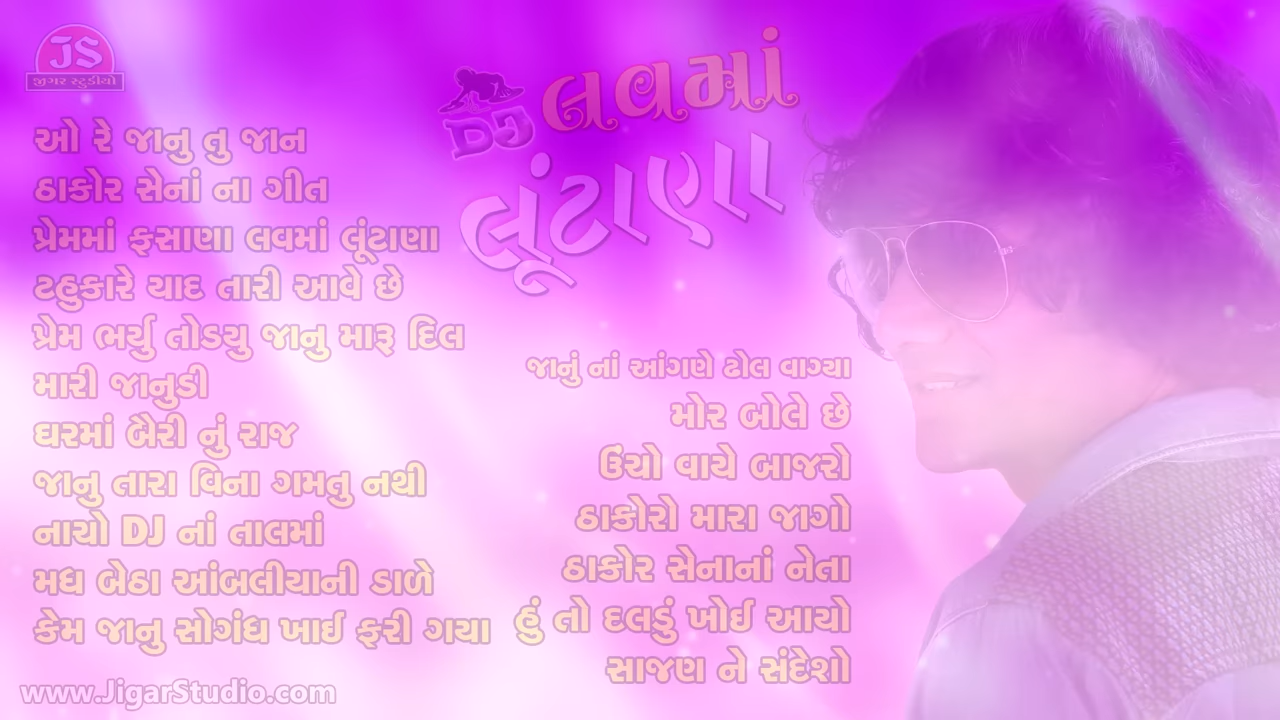 JS
જીગર સ્ટુડીયો
DJ લવમાં
લૂંટાણા
ઓ રે જાનુ તુ જાન
ઠાકોર સેનાં ના ગીત
પ્રેમમાં ફસાણા લવમાં લૂંટાણા
ટહુકારે યાદ તારી આવે છે
પ્રેમ ભર્યુ તોડયુ જાનુ મારૂ દિલ
મારી જાનુડી
ઘરમાં બૈરી નું રાજ
જાનુ તારા વિના ગમતુ નથી
નાચો DJ નાં તાલમાં
મધ બેઠા આંબલીયાની ડાળે
કેમ જાનુ સોગંધ ખાઈ ફરી ગયા
જાનું નાં આંગણે ઢોલ વાગ્યા
મોર બોલે છે
ઉંચો વાયે બાજરો
ઠાકોરો મારા જાગો
ઠાકોર સેનાનાં નેતા
હું તો દલડું ખોઈ આયો
સાજણ ને સંદેશો
www.JigarStudio.com